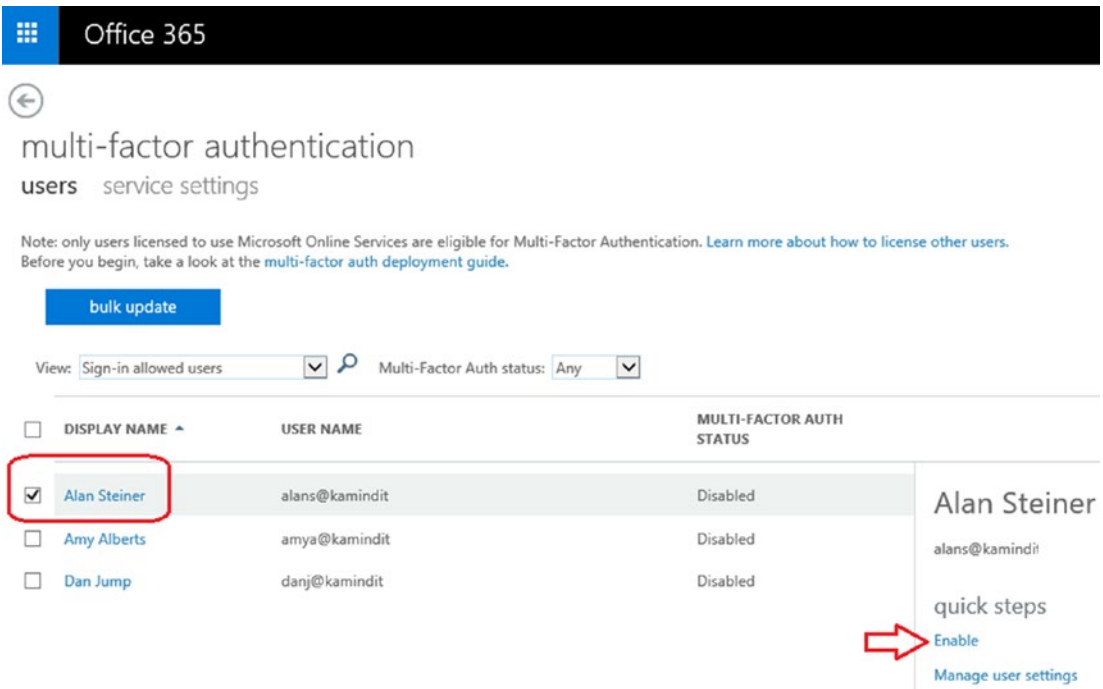 Office 365
multi-factor authentication
users service settings
Note: only users licensed to use Microsoft Online Services are eligible for Multi-Factor Authentication. Learn more about how to license other users.
Before you begin, take a look at the multi-factor auth deployment guide.
bulk update
View: Sign-in allowed users Multi-Factor Auth status: Any
DISPLAY NAME USER NAME MULTI-FACTOR AUTH
STATUS
Alan Steiner alans@kamindit Disabled
Amy Alberts amya@kamindit Disabled
Dan Jump danj@kamindit Disabled
Alan Steiner
alans@kamindit
quick steps
Enable
Manage user settings